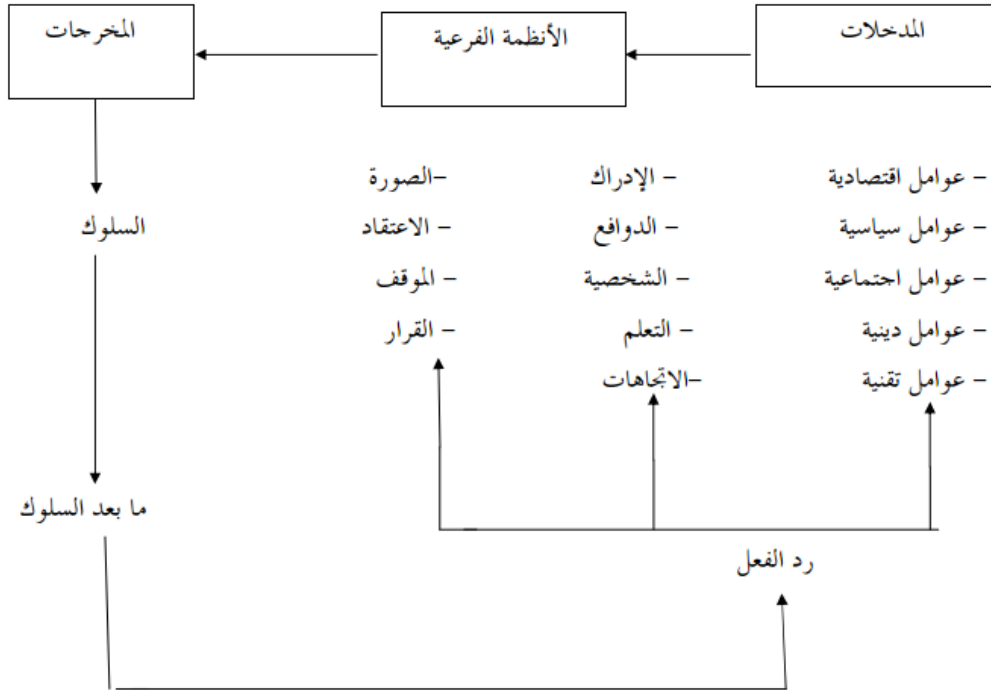 المدخلات
الأنظمة الفرعية
المخرجات
– عوامل اقتصادية
– عوامل سياسية
– عوامل اجتماعية
– عوامل دينية
– عوامل تقنية
– الإدراك
– الدوافع
– الشخصية
– التعلم
–الاتجاهات
–الصورة
– الاعتقاد
– الموقف
– القرار
السلوك
ما بعد السلوك
رد الفعل